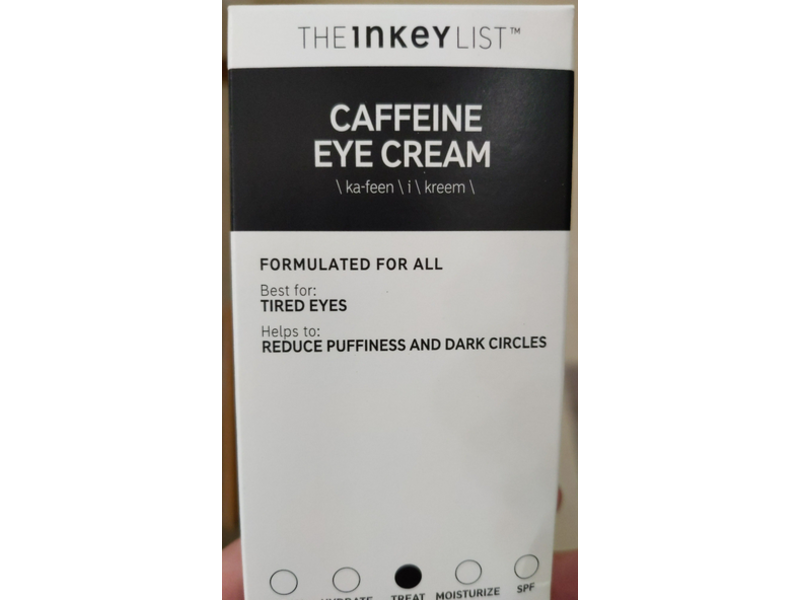 THE INKEY LIST™
CAFFEINE
EYE CREAM
\ ka-feen \ i \ kreem \
FORMULATED FOR ALL
Best for:
TIRED EYES
Helps to:
REDUCE PUFFINESS AND DARK CIRCLES
TREAT MOISTURIZE SPF